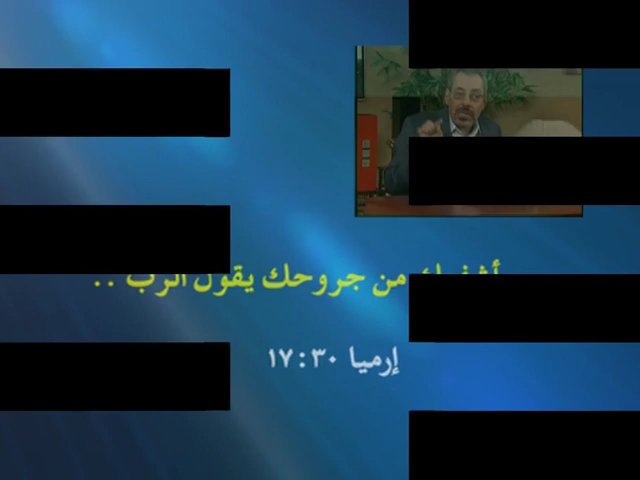 من جروحك يقول الرب ..
إرميا ١٧:٣٠